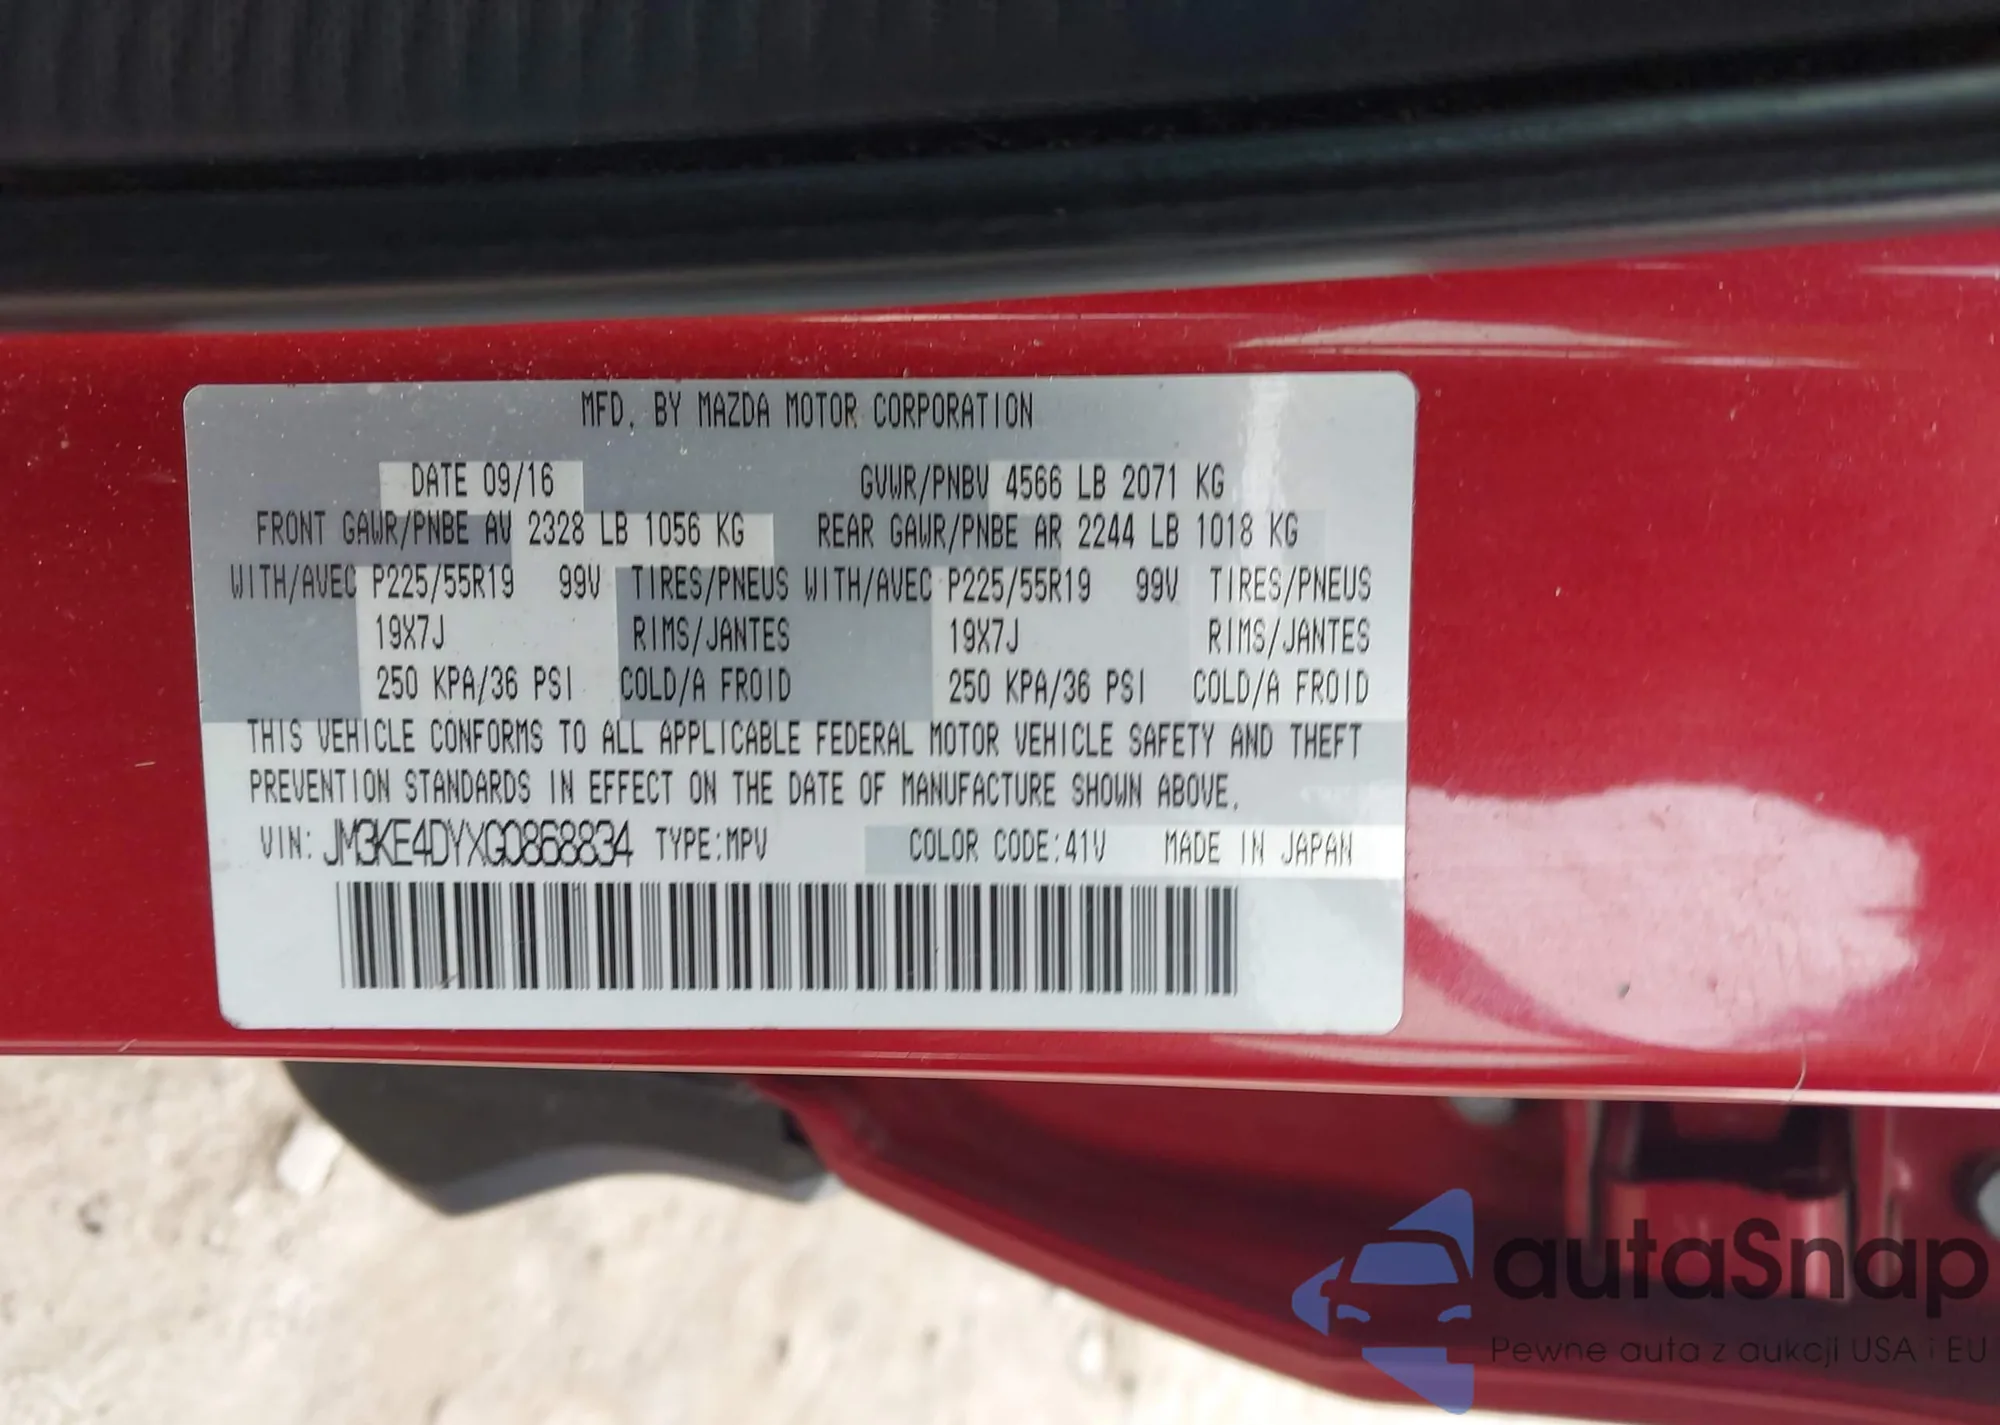 MFD. BY MAZDA MOTOR CORPORATION
DATE 09/16 GVWR/PNBV 4566 LB 2071 KG
FRONT GAWR/PNBE AV 2328 LB 1056 KG REAR GAWR/PNBE AR 2244 LB 1018 KG
WITH/AVEC P225/55R19 99V TIRES/PNEUS WITH/AVEC P225/55R19 99V TIRES/PNEUS
19X7J RIMS/JANTES 19X7J RIMS/JANTES
250 KPA/36 PSI COLD/A FROID 250 KPA/36 PSI COLD/A FROID
THIS VEHICLE CONFORMS TO ALL APPLICABLE FEDERAL MOTOR VEHICLE SAFETY AND THEFT
PREVENTION STANDARDS IN EFFECT ON THE DATE OF MANUFACTURE SHOWN ABOVE.
VIN: JM3KE4DYXG0868834 TYPE:MPV COLOR CODE:41V MADE IN JAPAN
autaSnap
Pewne auta z aukcji USA i EU